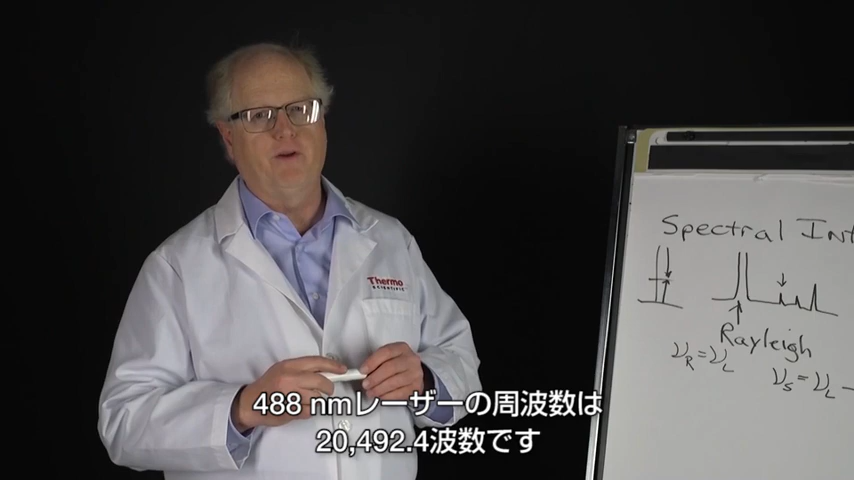 Thermo
SCIENTIFIC
Spectral Int
Rayleigh
ν_R = ν_L
ν_S = ν_L –
488 nmレーザーの周波数は
20,492.4波数です